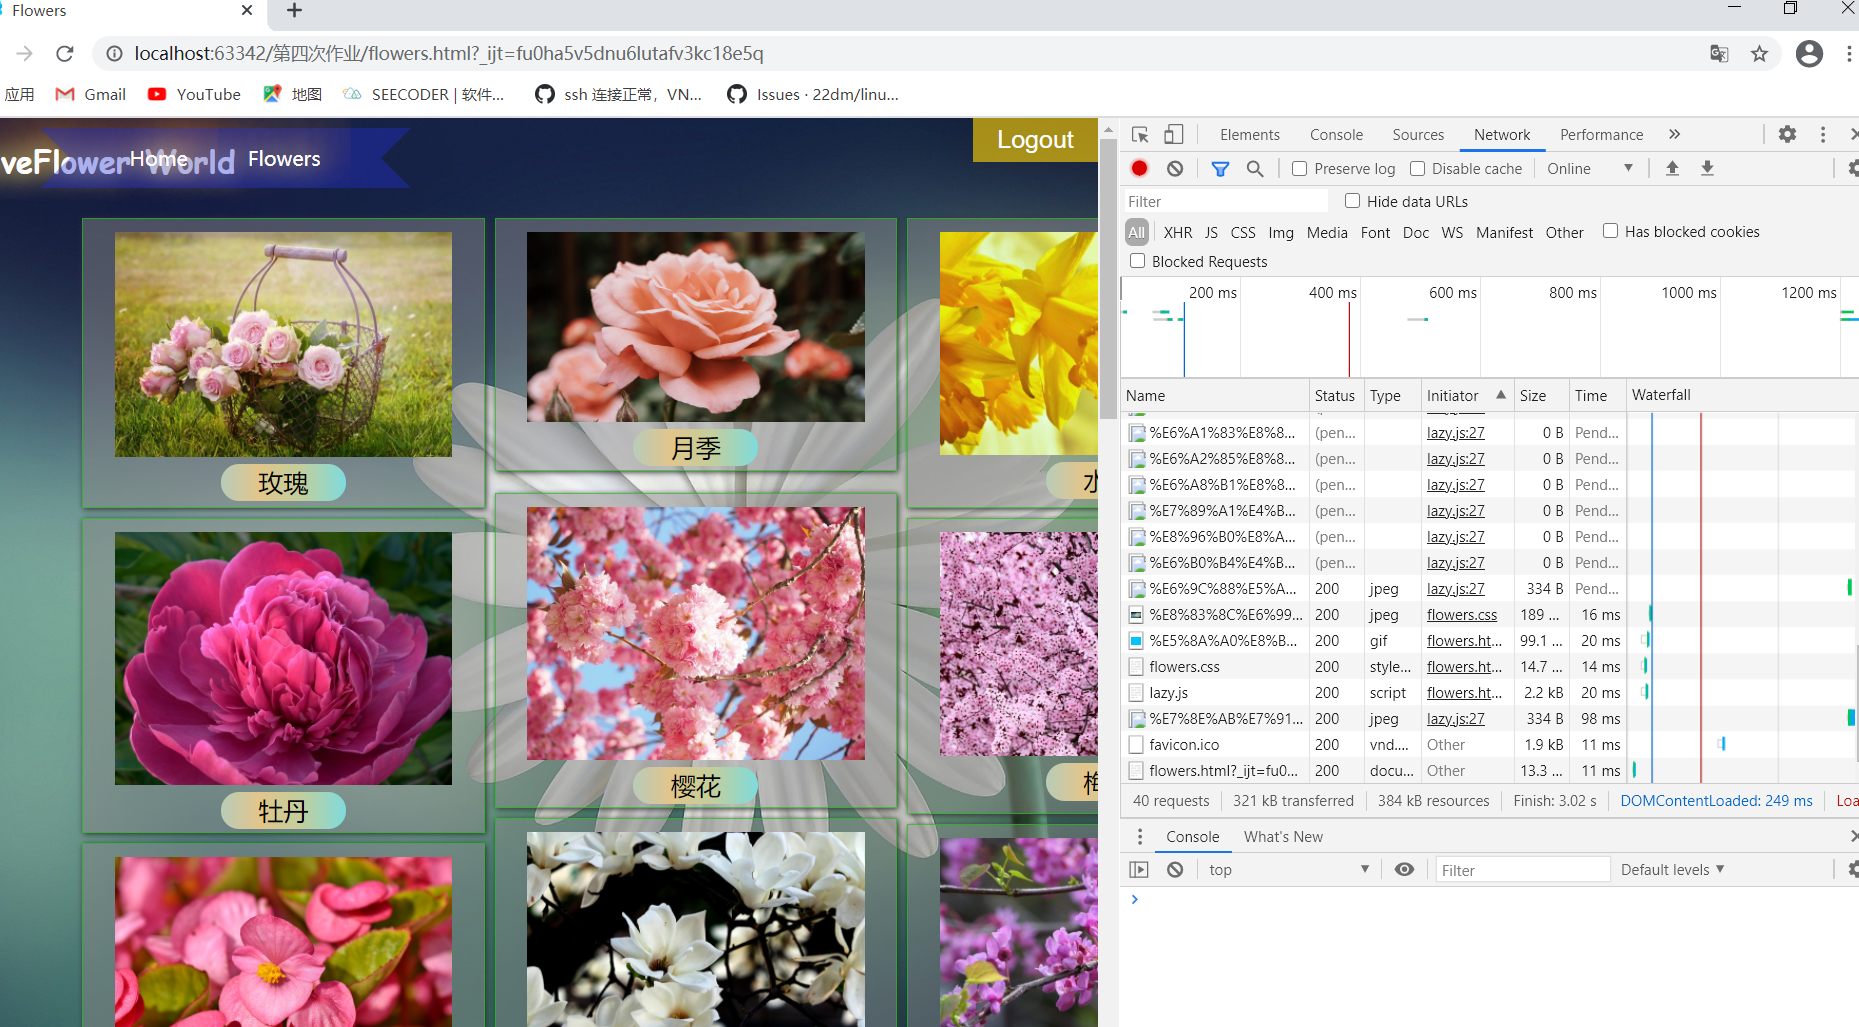 Flowers
localhost:63342/第四次作业/flowers.html?_ijt=fu0ha5v5dnu6lutafv3kc18e5q
应用 Gmail YouTube 地图 SEECODER | 软件... ssh 连接正常，VN... Issues · 22dm/linu...
veFlower World Home Flowers
Logout
玫瑰
月季
水
牡丹
樱花
梅
Elements Console Sources Network Performance »
Preserve log Disable cache Online
Filter Hide data URLs
All XHR JS CSS Img Media Font Doc WS Manifest Other Has blocked cookies
Blocked Requests
200 ms 400 ms 600 ms 800 ms 1000 ms 1200 ms
Name Status Type Initiator Size Time Waterfall
%E6%A1%83%E8%8... (pen... lazy.js:27 0 B Pend...
%E6%A2%85%E8%8... (pen... lazy.js:27 0 B Pend...
%E6%A8%B1%E8%8... (pen... lazy.js:27 0 B Pend...
%E7%89%A1%E4%B... (pen... lazy.js:27 0 B Pend...
%E8%96%B0%E8%A... (pen... lazy.js:27 0 B Pend...
%E6%B0%B4%E4%B... (pen... lazy.js:27 0 B Pend...
%E6%9C%88%E5%A... 200 jpeg lazy.js:27 334 B Pend...
%E8%83%8C%E6%99... 200 jpeg flowers.css 189 ... 16 ms
%E5%8A%A0%E8%B... 200 gif flowers.ht... 99.1 ... 20 ms
flowers.css 200 style... flowers.ht... 14.7 ... 14 ms
lazy.js 200 script flowers.ht... 2.2 kB 20 ms
%E7%8E%AB%E7%91... 200 jpeg lazy.js:27 334 B 98 ms
favicon.ico 200 vnd.... Other 1.9 kB 11 ms
flowers.html?_ijt=fu0... 200 docu... Other 13.3 ... 11 ms
40 requests 321 kB transferred 384 kB resources Finish: 3.02 s DOMContentLoaded: 249 ms Loa
Console What's New
top Filter Default levels